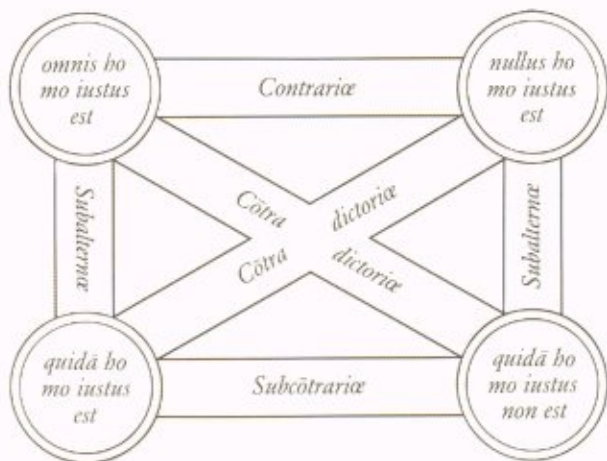 omnis ho
mo iustus
est
Contrariæ
nullus ho
mo iustus
est
Subalternæ
Cōtra
dictoriæ
Cōtra
dictoriæ
Subalternæ
quidā ho
mo iustus
est
Subcōtrariæ
quidā ho
mo iustus
non est